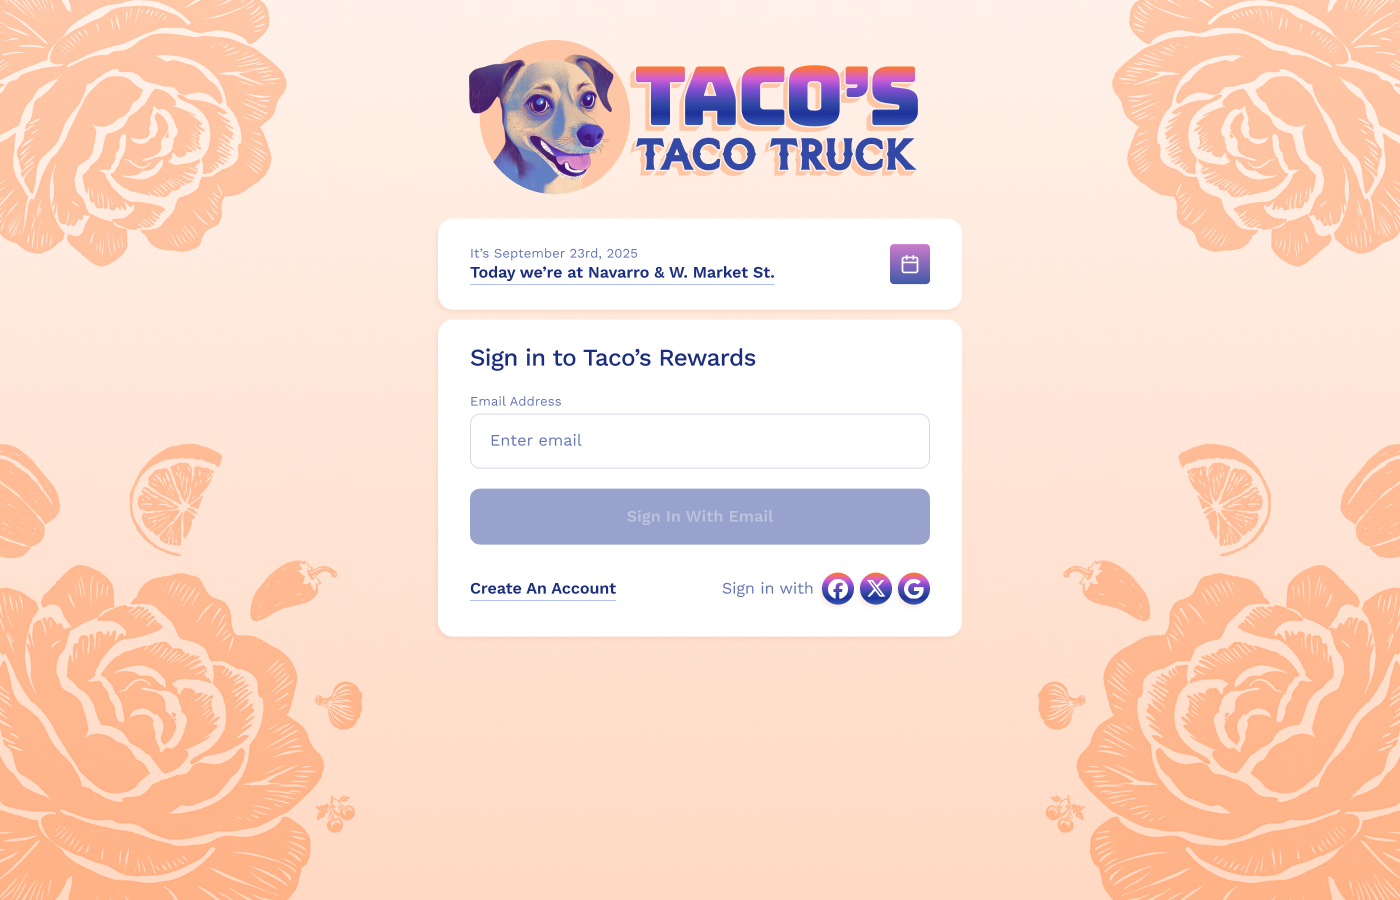 TACO’S
TACO TRUCK
It’s September 23rd, 2025
Today we’re at Navarro & W. Market St.
Sign in to Taco’s Rewards
Email Address
Enter email
Sign In With Email
Create An Account
Sign in with